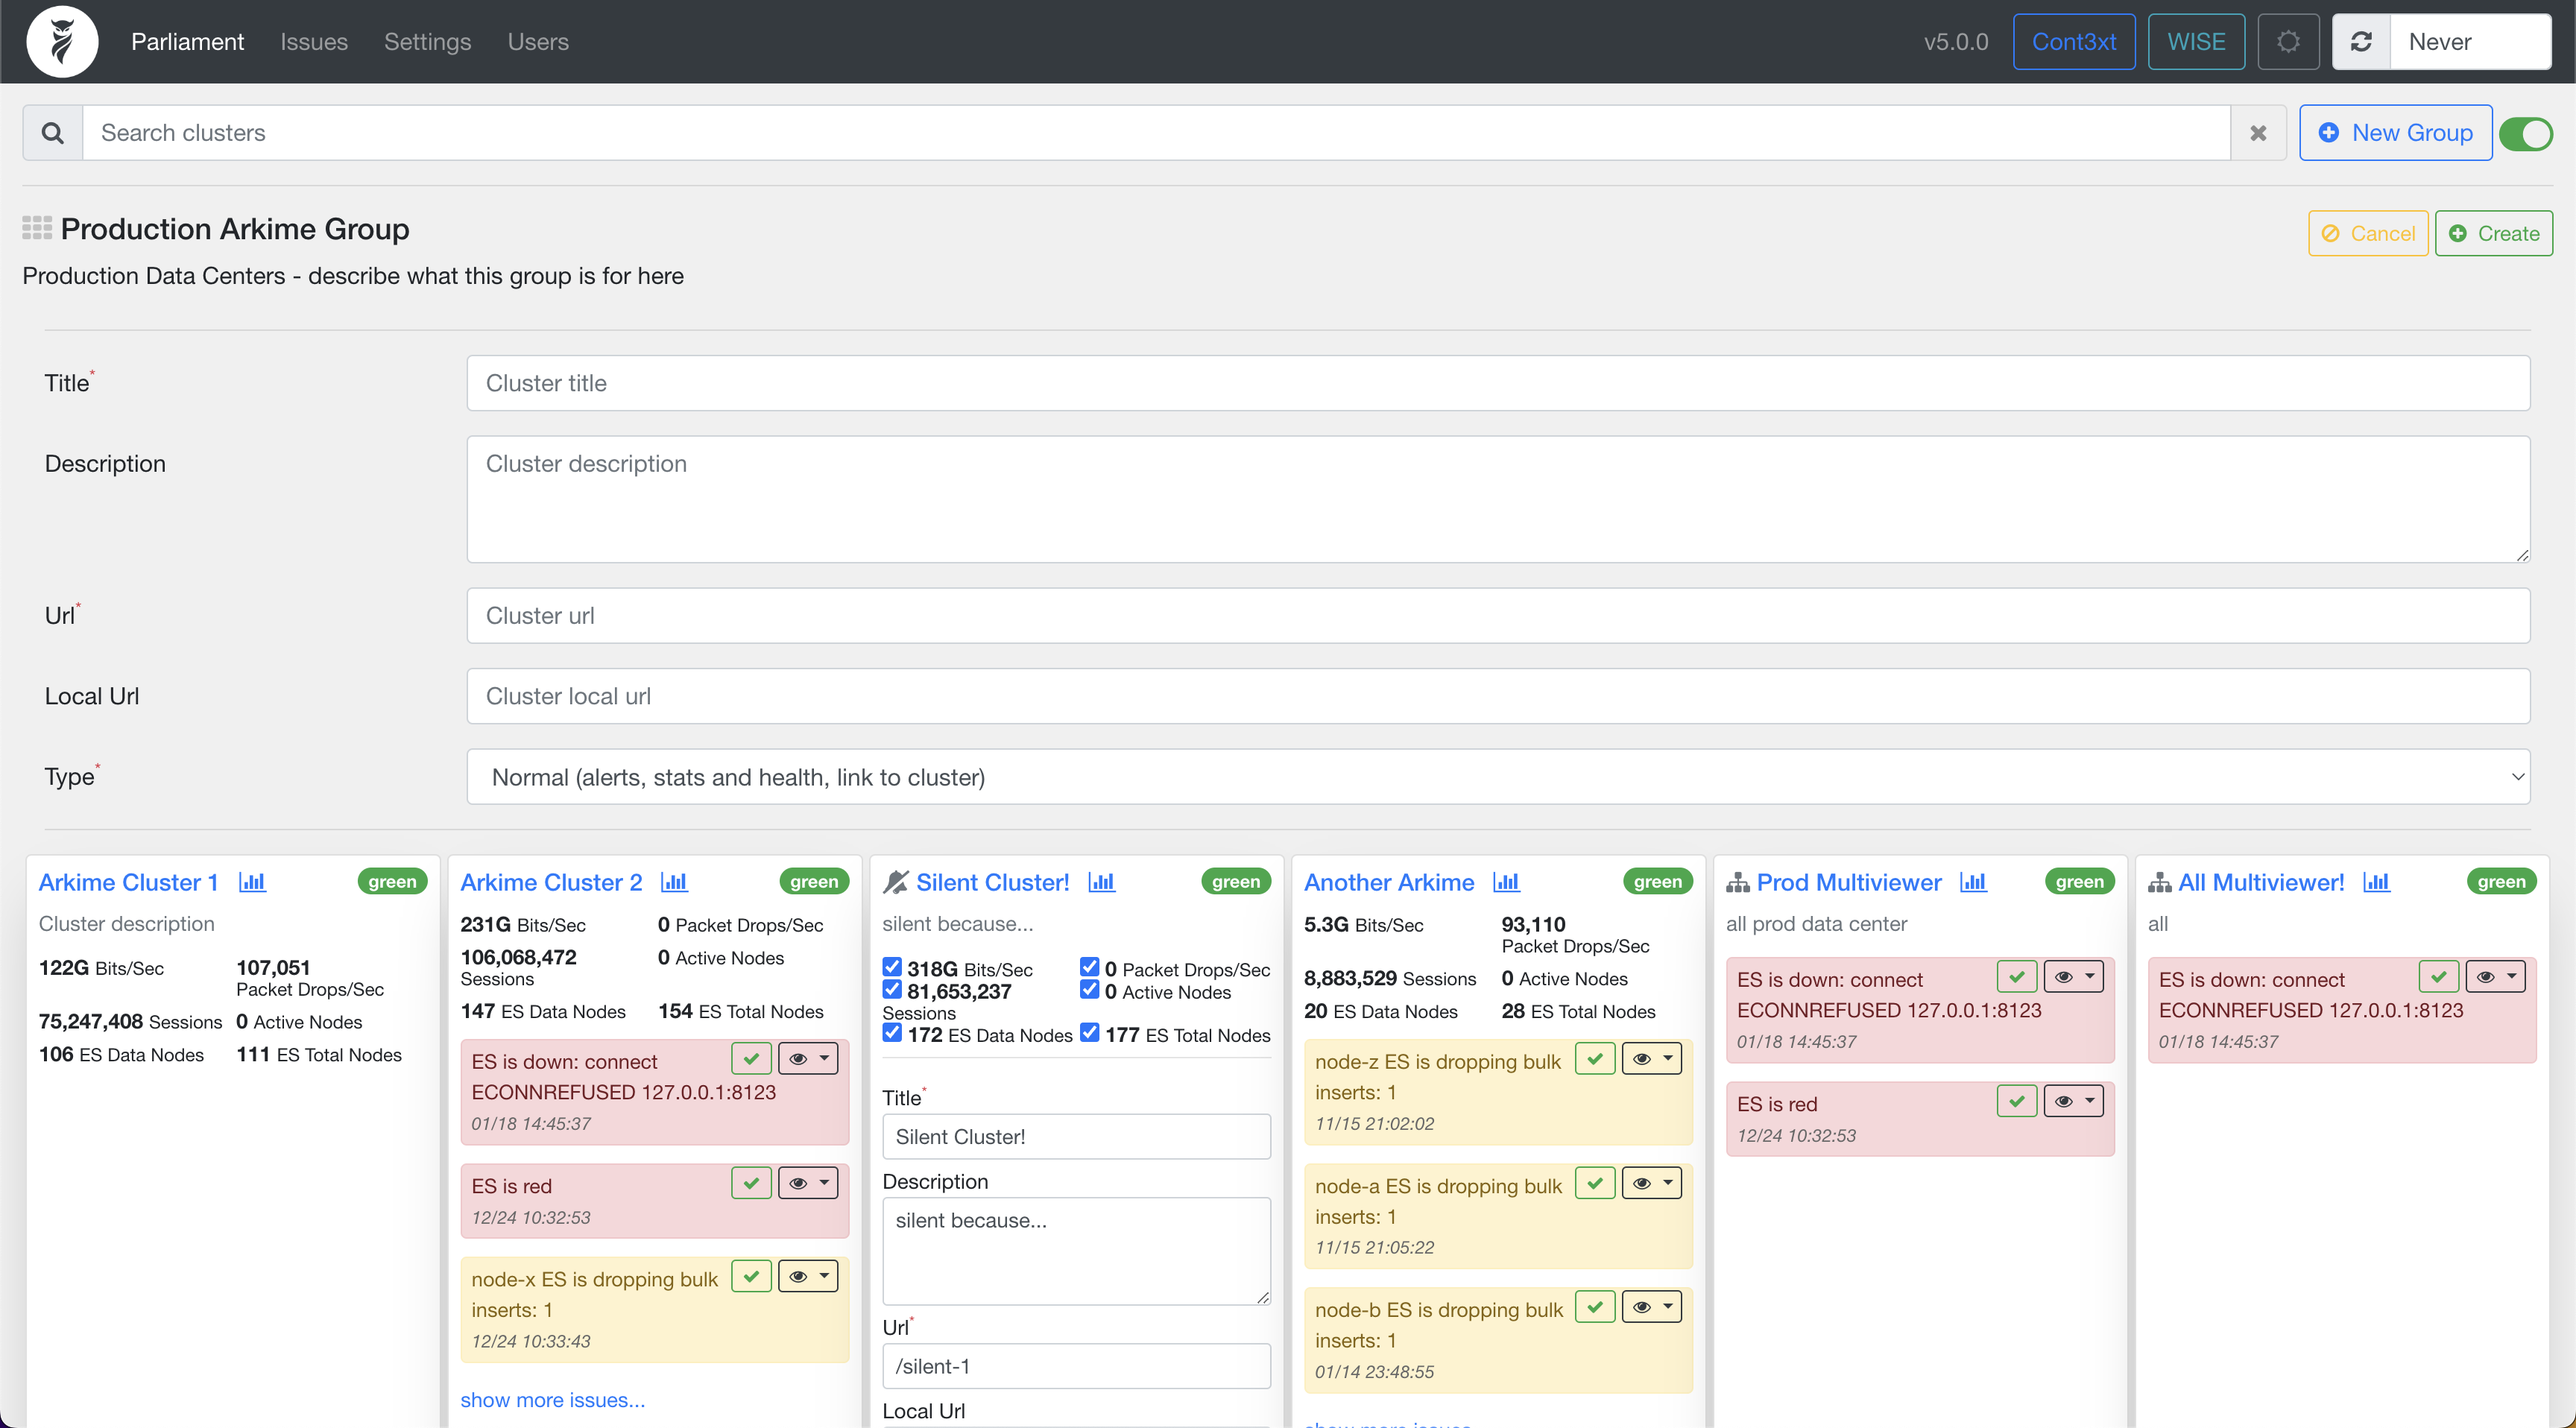 Parliament Issues Settings Users v5.0.0 Cont3xt WISE Never
Search clusters New Group
Production Arkime Group Cancel Create
Production Data Centers - describe what this group is for here
Title*
Cluster title
Description
Cluster description
Url*
Cluster url
Local Url
Cluster local url
Type*
Normal (alerts, stats and health, link to cluster)
Arkime Cluster 1 green
Cluster description
122G Bits/Sec
107,051
Packet Drops/Sec
75,247,408 Sessions
0 Active Nodes
106 ES Data Nodes
111 ES Total Nodes
Arkime Cluster 2 green
231G Bits/Sec
0 Packet Drops/Sec
106,068,472
Sessions
0 Active Nodes
147 ES Data Nodes
154 ES Total Nodes
ES is down: connect
ECONNREFUSED 127.0.0.1:8123
01/18 14:45:37
ES is red
12/24 10:32:53
node-x ES is dropping bulk
inserts: 1
12/24 10:33:43
show more issues...
Silent Cluster! green
silent because...
318G Bits/Sec
0 Packet Drops/Sec
81,653,237
Sessions
0 Active Nodes
172 ES Data Nodes
177 ES Total Nodes
Title*
Silent Cluster!
Description
silent because...
Url*
/silent-1
Local Url
Another Arkime green
5.3G Bits/Sec
93,110
Packet Drops/Sec
8,883,529 Sessions
0 Active Nodes
20 ES Data Nodes
28 ES Total Nodes
node-z ES is dropping bulk
inserts: 1
11/15 21:02:02
node-a ES is dropping bulk
inserts: 1
11/15 21:05:22
node-b ES is dropping bulk
inserts: 1
01/14 23:48:55
Prod Multiviewer green
all prod data center
ES is down: connect
ECONNREFUSED 127.0.0.1:8123
01/18 14:45:37
ES is red
12/24 10:32:53
All Multiviewer! green
all
ES is down: connect
ECONNREFUSED 127.0.0.1:8123
01/18 14:45:37